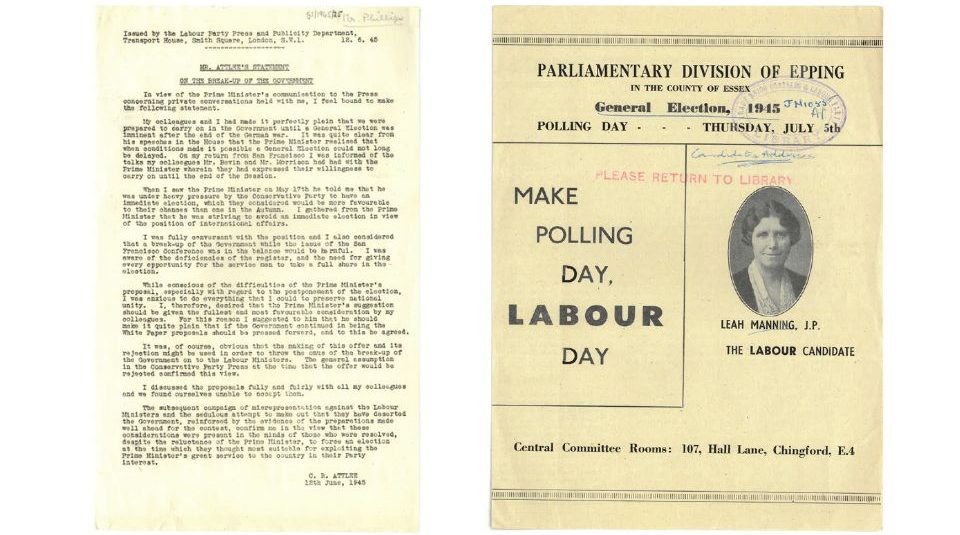 Mr. Phillips
Issued by the Labour Party Press and Publicity Department,
Transport House, Smith Square, London, S.W.1. 12. 6. 45
MR. ATTLEE'S STATEMENT
ON THE BREAK-UP OF THE GOVERNMENT
In view of the Prime Minister's communication to the Press
concerning private conversations held with me, I feel bound to make
the following statement.
My colleagues and I had made it perfectly plain that we were
prepared to carry on in the Government until a General Election was
imminent after the end of the German war. It was quite clear from
his speeches in the House that the Prime Minister realised that
when conditions made it possible a General Election could not long
be delayed. On my return from San Francisco I was informed of the
talks my colleagues Mr. Bevin and Mr. Morrison had had with the
Prime Minister wherein they had expressed their willingness to
carry on until the end of the Session.
When I saw the Prime Minister on May 17th he told me that he
was under heavy pressure by the Conservative Party to have an
immediate election, which they considered would be more favourable
to their chances than one in the Autumn. I gathered from the Prime
Minister that he was striving to avoid an immediate election in view
of the position of international affairs.
I was fully conversant with the position and I also considered
that a break-up of the Government while the issue of the San
Francisco Conference was in the balance would be harmful. I was
aware of the deficiencies of the register, and the need for giving
every opportunity for the service men to take a full share in the
election.
While conscious of the difficulties of the Prime Minister's
proposal, especially with regard to the postponement of the election,
I was anxious to do everything that I could to preserve national
unity. I, therefore, desired that the Prime Minister's suggestion
should be given the fullest and most favourable consideration by my
colleagues. For this reason I suggested to him that he should
make it quite plain that if the Government continued in being the
White Paper proposals should be pressed forward, and to this he agreed.
It was, of course, obvious that the making of this offer and its
rejection might be used in order to throw the onus of the break-up of
the Government on to the Labour Ministers. The general assumption
in the Conservative Party Press at the time that the offer would be
rejected confirmed this view.
I discussed the proposals fully and fairly with all my colleagues
and we found ourselves unable to accept them.
The subsequent campaign of misrepresentation against the Labour
Ministers and the sedulous attempt to make out that they have deserted
the Government, reinforced by the evidence of the preparations made
well ahead for the contest, confirm me in the view that these
considerations were present in the minds of those who were resolved,
despite the reluctance of the Prime Minister, to force an election
at the time which they thought most suitable for exploiting the
Prime Minister's great service to the country in their Party
interest.
C. R. ATTLEE
12th June, 1945
PARLIAMENTARY DIVISION OF EPPING
IN THE COUNTY OF ESSEX
General Election, 1945
JN1055
A1
POLLING DAY - - - THURSDAY, JULY 5th
LIBRARY
Candidate's Address
PLEASE RETURN TO LIBRARY
MAKE
POLLING
DAY,
LABOUR
DAY
LEAH MANNING, J.P.
THE LABOUR CANDIDATE
Central Committee Rooms: 107, Hall Lane, Chingford, E.4